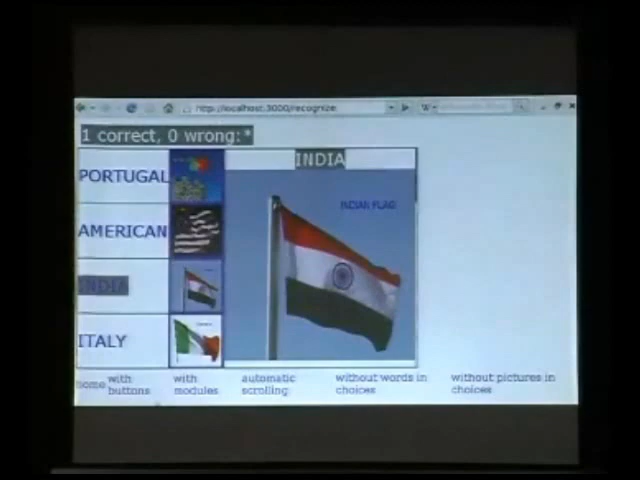 http://localhost:3000/recognize
W
1 correct, 0 wrong:*
INDIA
PORTUGAL
INDIAN FLAG
AMERICAN
INDIA
ITALY
home
with buttons
with modules
automatic scrolling
without words in choices
without pictures in choices